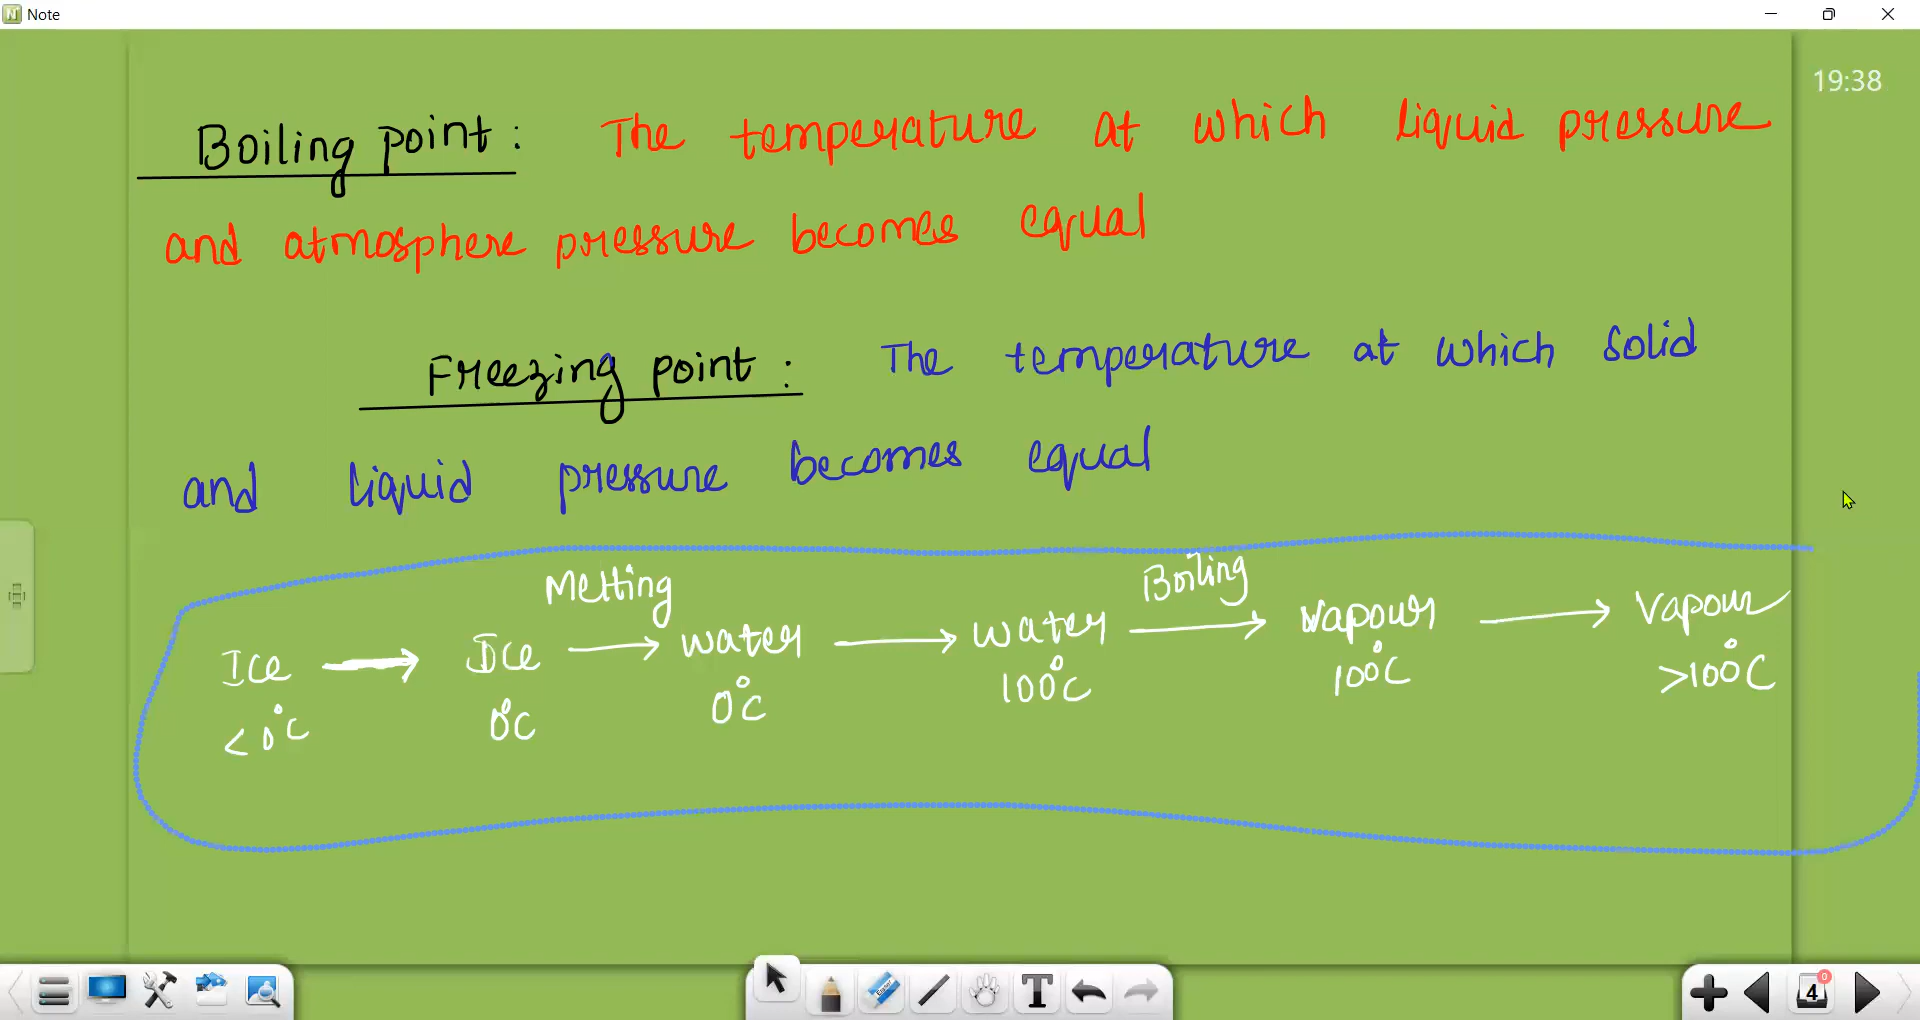 Note
19:38
Boiling point : The temperature at which liquid pressure
and atmosphere pressure becomes equal
Freezing point : The temperature at which solid
and liquid pressure becomes equal
Melting Boiling
Ice → Ice → water → water → vapour → vapour
< 0°C 0°C 0°C 100°C 100°C >100°C
T
4
0